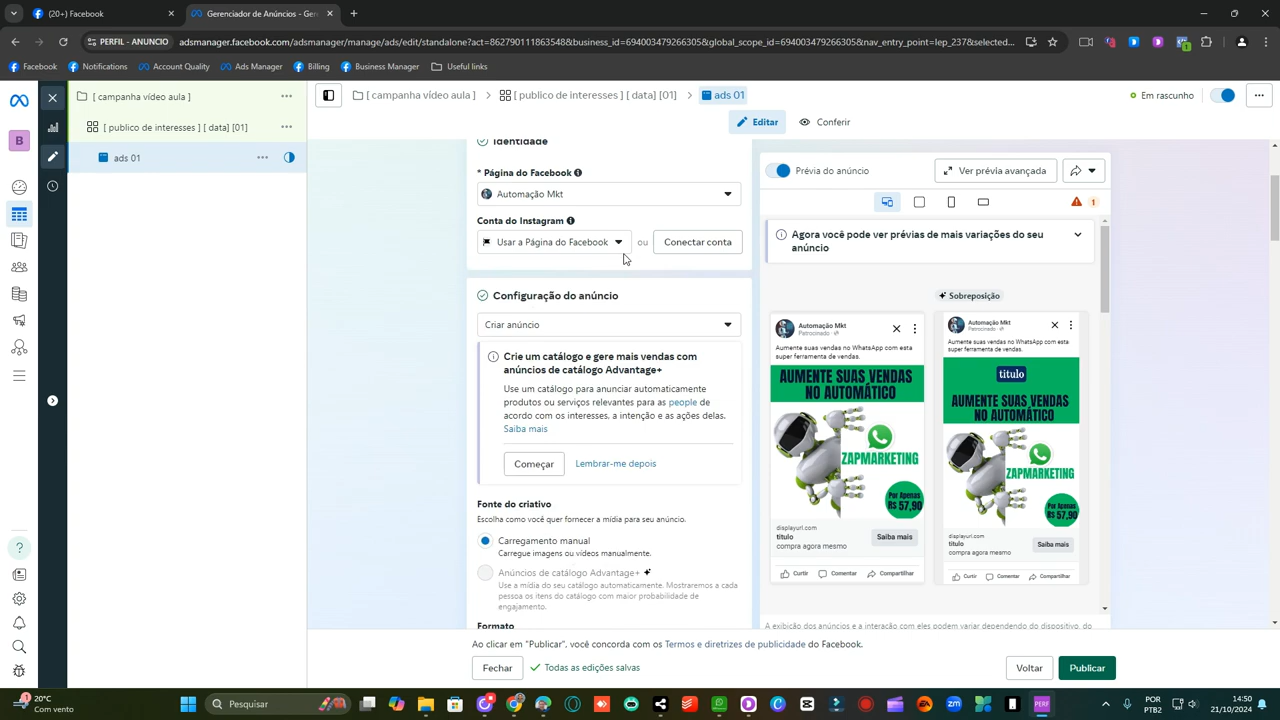 (20+) Facebook
Gerenciador de Anúncios - Gere
PERFIL - ANUNCIO
adsmanager.facebook.com/adsmanager/manage/ads/edit/standalone?act=862790111863548&business_id=694003479266305&global_scope_id=694003479266305&nav_entry_point=lep_237&selected...
Facebook
Notifications
Account Quality
Ads Manager
Billing
Business Manager
Useful links
[ campanha vídeo aula ]
[ publico de interesses ] [ data] [01]
ads 01
B
[ campanha vídeo aula ]
[ publico de interesses ] [ data] [01]
ads 01
Em rascunho
Editar
Conferir
Identidade
* Página do Facebook
Automação Mkt
Conta do Instagram
Usar a Página do Facebook
ou
Conectar conta
Configuração do anúncio
Criar anúncio
Crie um catálogo e gere mais vendas com
anúncios de catálogo Advantage+
Use um catálogo para anunciar automaticamente
produtos ou serviços relevantes para as people de
acordo com os interesses, a intenção e as ações delas.
Saiba mais
Começar
Lembrar-me depois
Fonte do criativo
Escolha como você quer fornecer a mídia para seu anúncio.
Carregamento manual
Carregue imagens ou vídeos manualmente.
Anúncios de catálogo Advantage+
Use a mídia do seu catálogo automaticamente. Mostraremos a cada
pessoa os itens do catálogo com maior probabilidade de
engajamento.
Formato
Prévia do anúncio
Ver prévia avançada
1
Agora você pode ver prévias de mais variações do seu
anúncio
Sobreposição
Automação Mkt
Patrocinado
Aumente suas vendas no WhatsApp com esta
super ferramenta de vendas.
AUMENTE SUAS VENDAS
NO AUTOMÁTICO
ZAPMARKETING
Por Apenas
R$ 57,90
displayurl.com
titulo
compra agora mesmo
Saiba mais
Curtir
Comentar
Compartilhar
Automação Mkt
Patrocinado
Aumente suas vendas no WhatsApp com esta
super ferramenta de vendas.
titulo
AUMENTE SUAS VENDAS
NO AUTOMÁTICO
ZAPMARKETING
Por Apenas
R$ 57,90
displayurl.com
titulo
compra agora mesmo
Saiba mais
Curtir
Comentar
Compartilhar
A exibição dos anúncios e a interação com eles podem variar dependendo do dispositivo, do
Ao clicar em "Publicar", você concorda com os Termos e diretrizes de publicidade do Facebook.
Fechar
Todas as edições salvas
Voltar
Publicar
1
20°C
Com vento
Pesquisar
PERF
POR
PTB2
14:50
21/10/2024